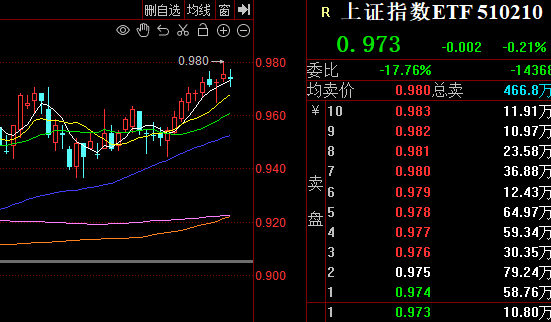 删自选 均线 窗
0.980
0.980
0.960
0.940
0.920
0.900
R 上证指数ETF 510210
0.973 -0.002 -0.21%
委比 -17.76% -14368
均卖价 0.980 总卖 466.8万
¥ 10 0.983 11.91万
9 0.982 10.97万
8 0.981 23.58万
7 0.980 36.88万
卖盘
6 0.979 12.43万
5 0.978 64.97万
4 0.977 59.34万
3 0.976 30.35万
2 0.975 79.24万
1 0.974 58.76万
1 0.973 10.80万